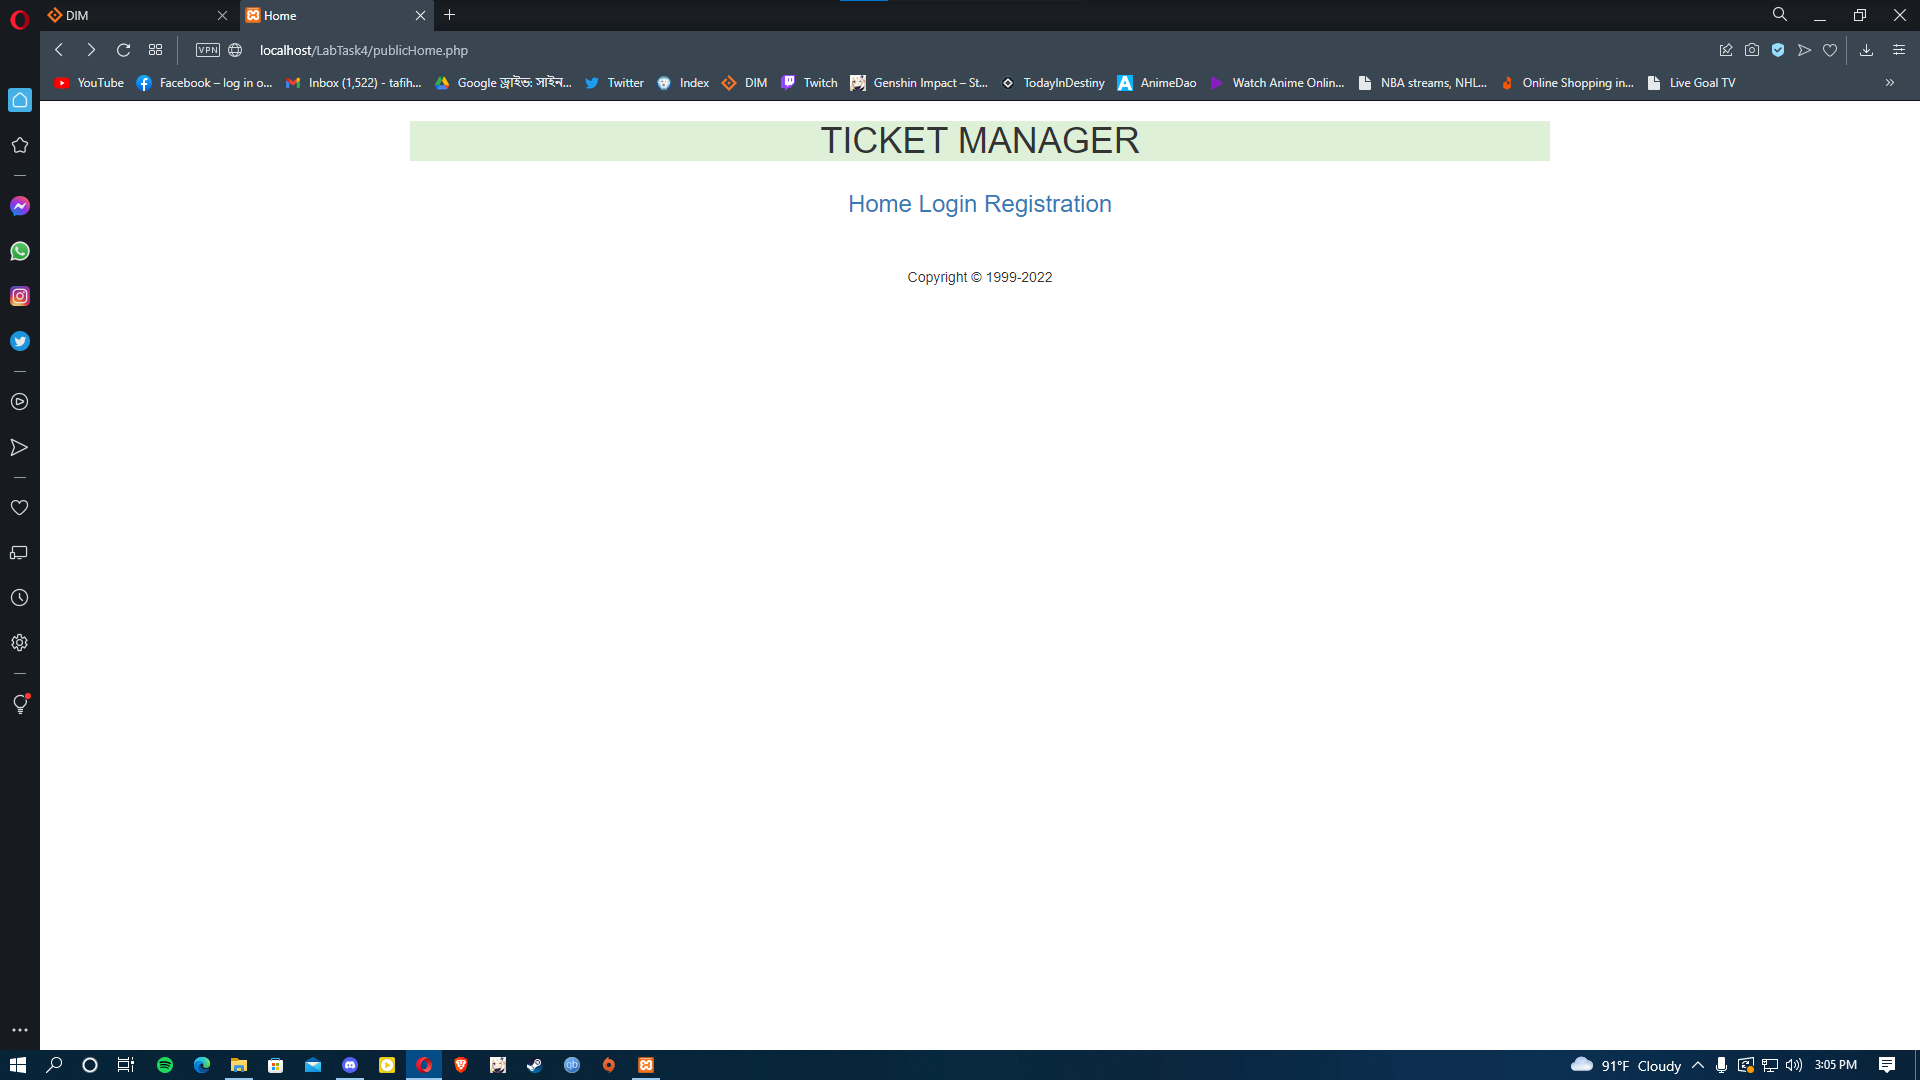 DIM
Home
VPN
localhost/LabTask4/publicHome.php
YouTube
Facebook – log in o...
Inbox (1,522) - tafih...
Google ড্রাইভ: সাইন...
Twitter
Index
DIM
Twitch
Genshin Impact – St...
TodayInDestiny
AnimeDao
Watch Anime Onlin...
NBA streams, NHL...
Online Shopping in...
Live Goal TV
TICKET MANAGER
Home Login Registration
Copyright © 1999-2022
91°F Cloudy
3:05 PM